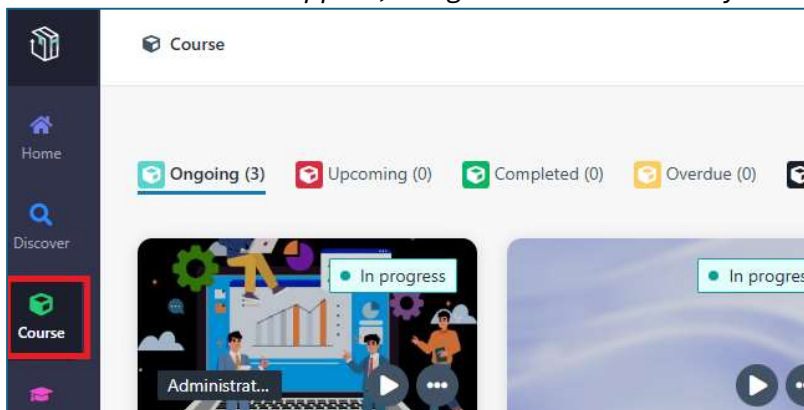 Course
Home
Ongoing (3)
Upcoming (0)
Completed (0)
Overdue (0)
Discover
In progress
In progres
Course
Administrat...